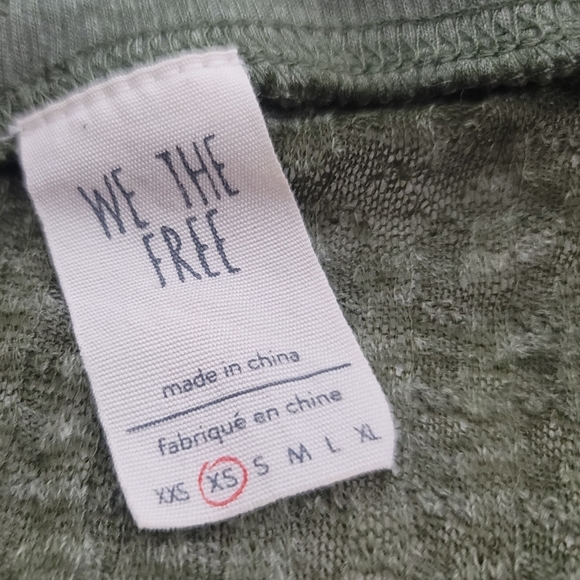 WE THE
FREE
made in china
fabriqué en chine
XXS XS S M L XL